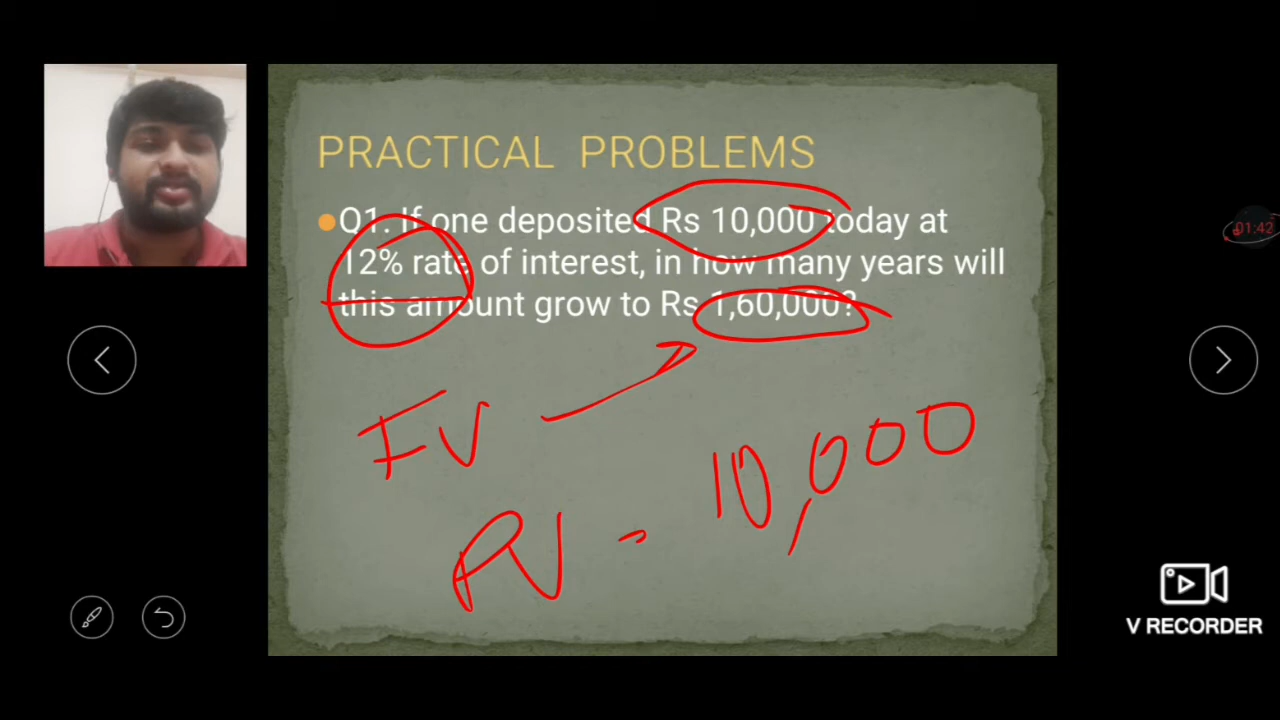 PRACTICAL PROBLEMS
Q1. If one deposited Rs 10,000 today at
12% rate of interest, in how many years will
this amount grow to Rs 1,60,000?
FV
PV = 10,000
01:42
V RECORDER